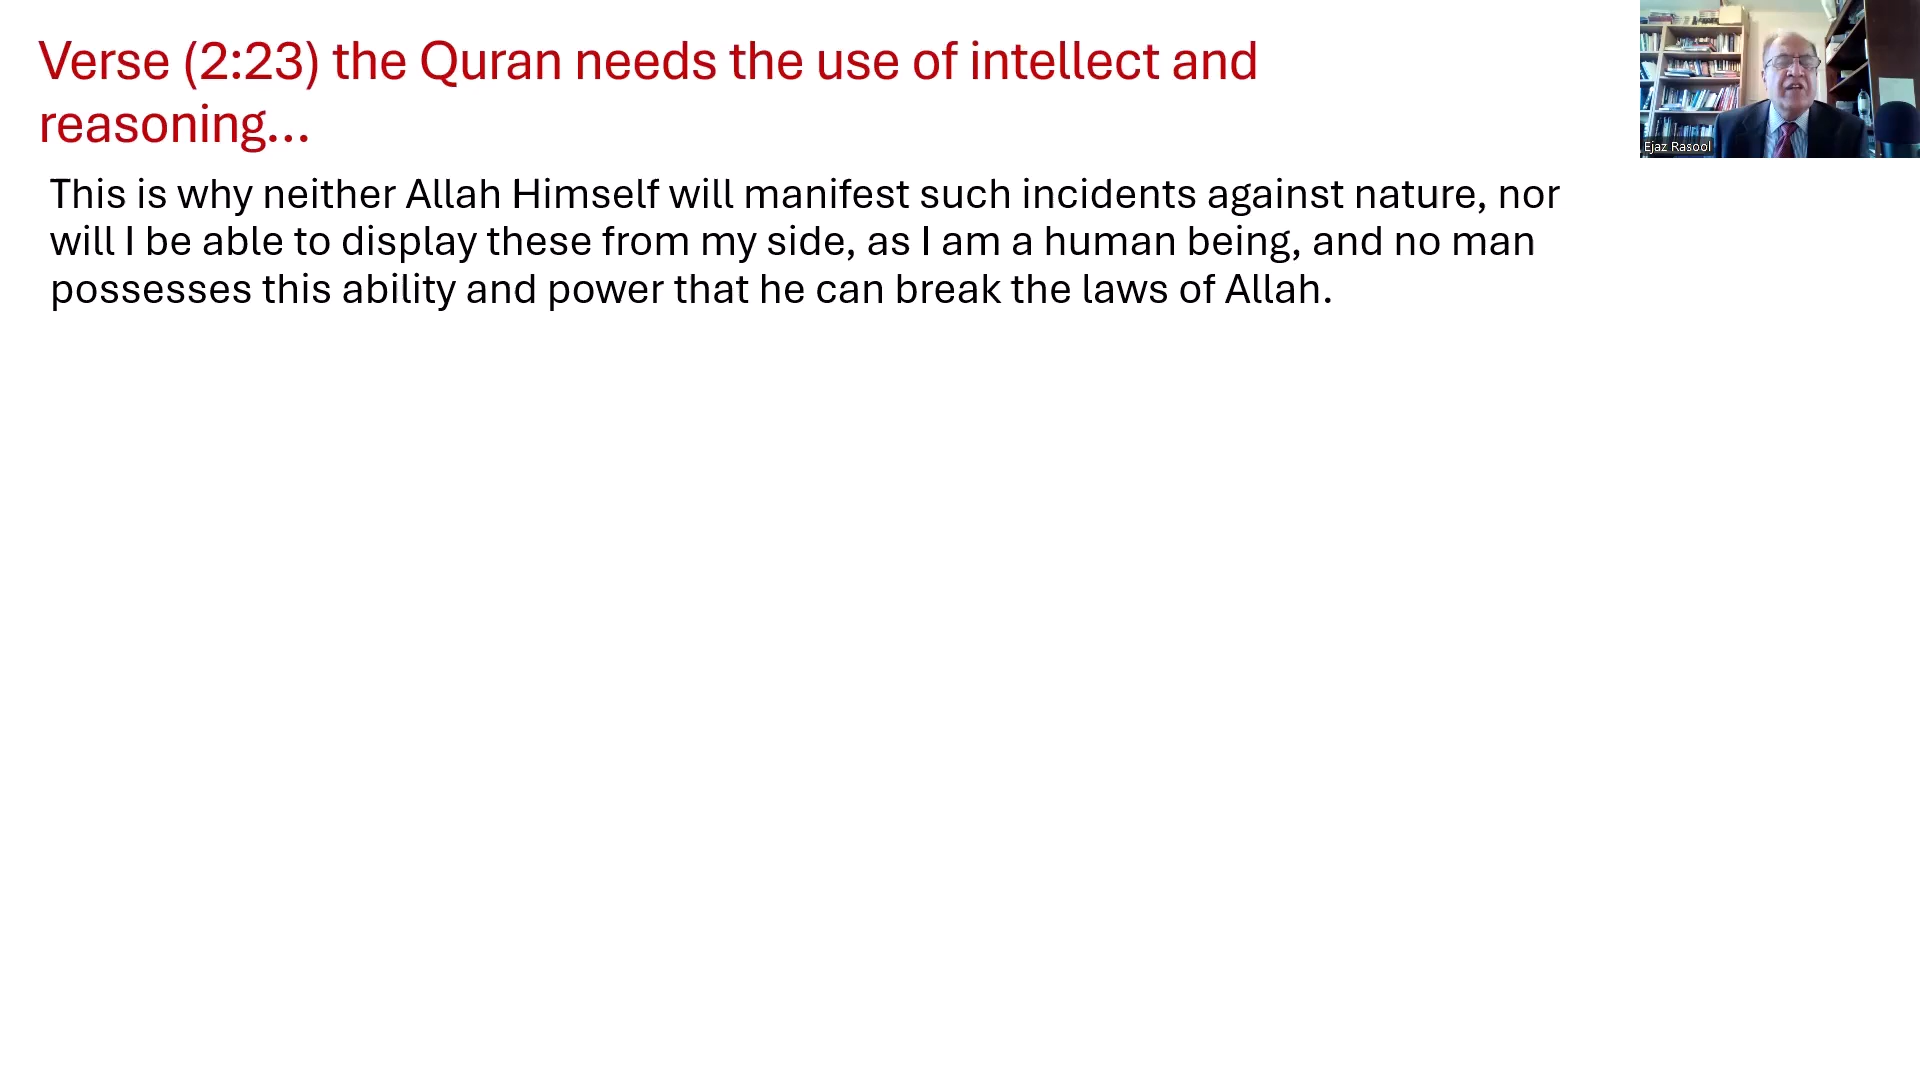 Verse (2:23) the Quran needs the use of intellect and
reasoning...
This is why neither Allah Himself will manifest such incidents against nature, nor
will I be able to display these from my side, as I am a human being, and no man
possesses this ability and power that he can break the laws of Allah.
Ejaz Rasool